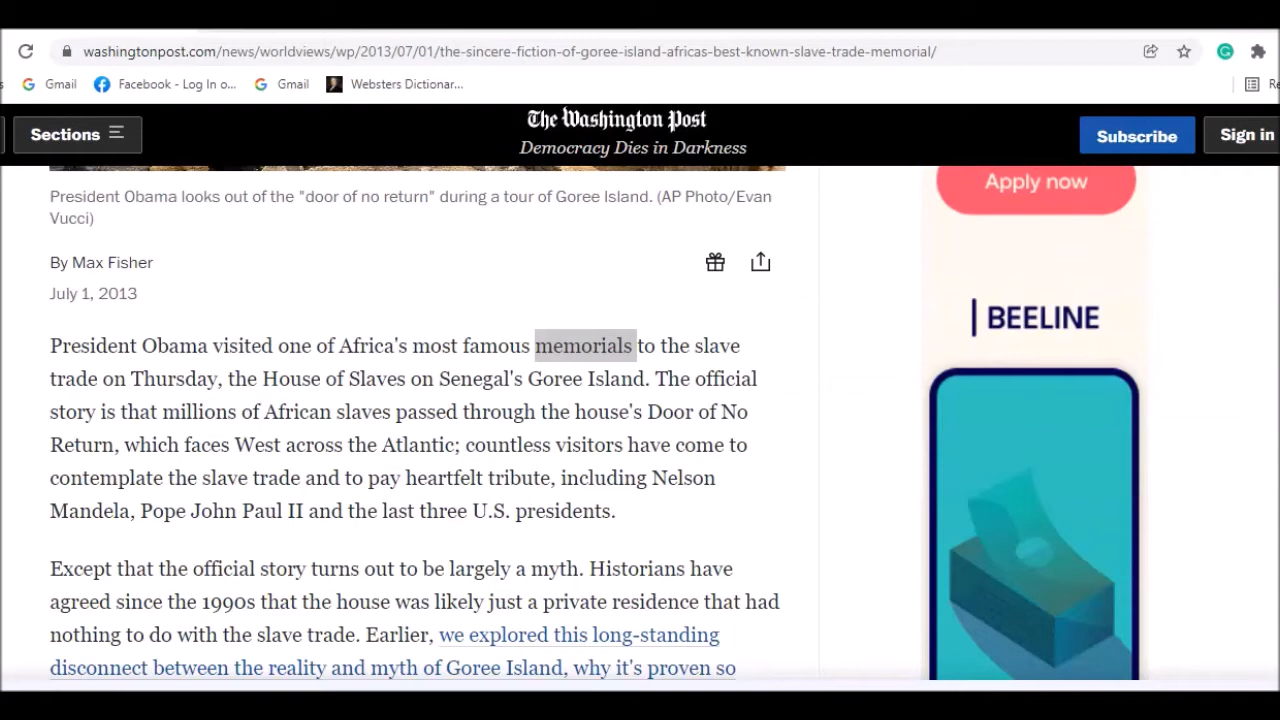 washingtonpost.com/news/worldviews/wp/2013/07/01/the-sincere-fiction-of-goree-island-africas-best-known-slave-trade-memorial/
Gmail
Facebook - Log In o...
Gmail
Websters Dictionar...
Sections
The Washington Post
Democracy Dies in Darkness
Subscribe
Sign in
Apply now
President Obama looks out of the "door of no return" during a tour of Goree Island. (AP Photo/Evan
Vucci)
By Max Fisher
July 1, 2013
BEELINE
President Obama visited one of Africa's most famous memorials to the slave
trade on Thursday, the House of Slaves on Senegal's Goree Island. The official
story is that millions of African slaves passed through the house's Door of No
Return, which faces West across the Atlantic; countless visitors have come to
contemplate the slave trade and to pay heartfelt tribute, including Nelson
Mandela, Pope John Paul II and the last three U.S. presidents.
Except that the official story turns out to be largely a myth. Historians have
agreed since the 1990s that the house was likely just a private residence that had
nothing to do with the slave trade. Earlier, we explored this long-standing
disconnect between the reality and myth of Goree Island, why it's proven so